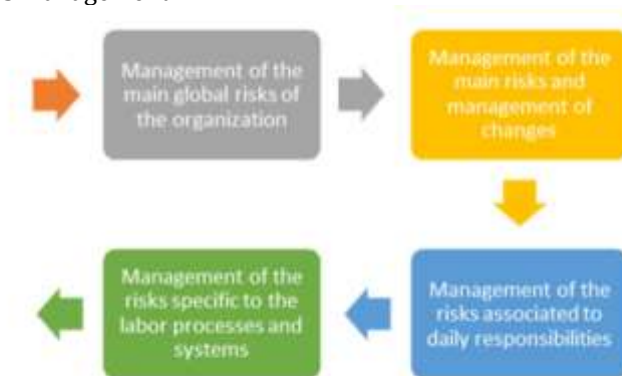 Management of the
main global risks of
the organization
Management of the
main risks and
management of
changes
Management of the
risks associated to
daily responsibilities
Management of the
risks specific to the
labor processes and
systems